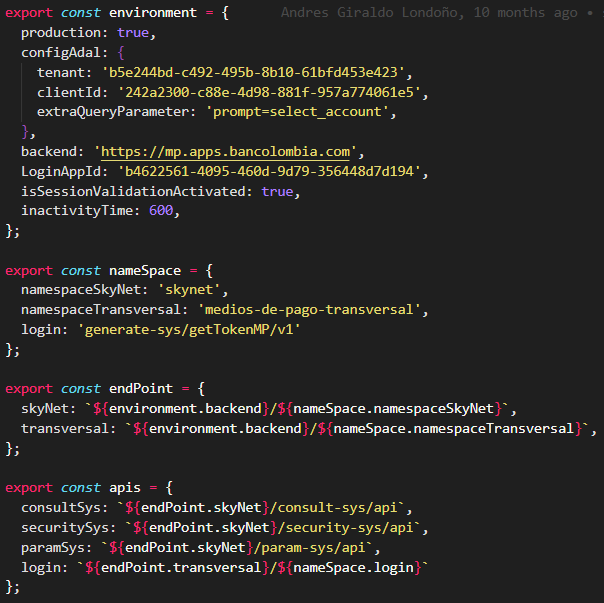 export const environment = { Andres Giraldo Londoño, 10 months ago •
  production: true,
  configAdal: {
    tenant: 'b5e244bd-c492-495b-8b10-61bfd453e423',
    clientId: '242a2300-c88e-4d98-881f-957a774061e5',
    extraQueryParameter: 'prompt=select_account',
  },
  backend: 'https://mp.apps.bancolombia.com',
  LoginAppId: 'b4622561-4095-460d-9d79-356448d7d194',
  isSessionValidationActivated: true,
  inactivityTime: 600,
};

export const nameSpace = {
  namespaceSkyNet: 'skynet',
  namespaceTransversal: 'medios-de-pago-transversal',
  login: 'generate-sys/getTokenMP/v1'
};

export const endPoint = {
  skyNet: `${environment.backend}/${nameSpace.namespaceSkyNet}`,
  transversal: `${environment.backend}/${nameSpace.namespaceTransversal}`,
};

export const apis = {
  consultSys: `${endPoint.skyNet}/consult-sys/api`,
  securitySys: `${endPoint.skyNet}/security-sys/api`,
  paramSys: `${endPoint.skyNet}/param-sys/api`,
  login: `${endPoint.transversal}/${nameSpace.login}`
};